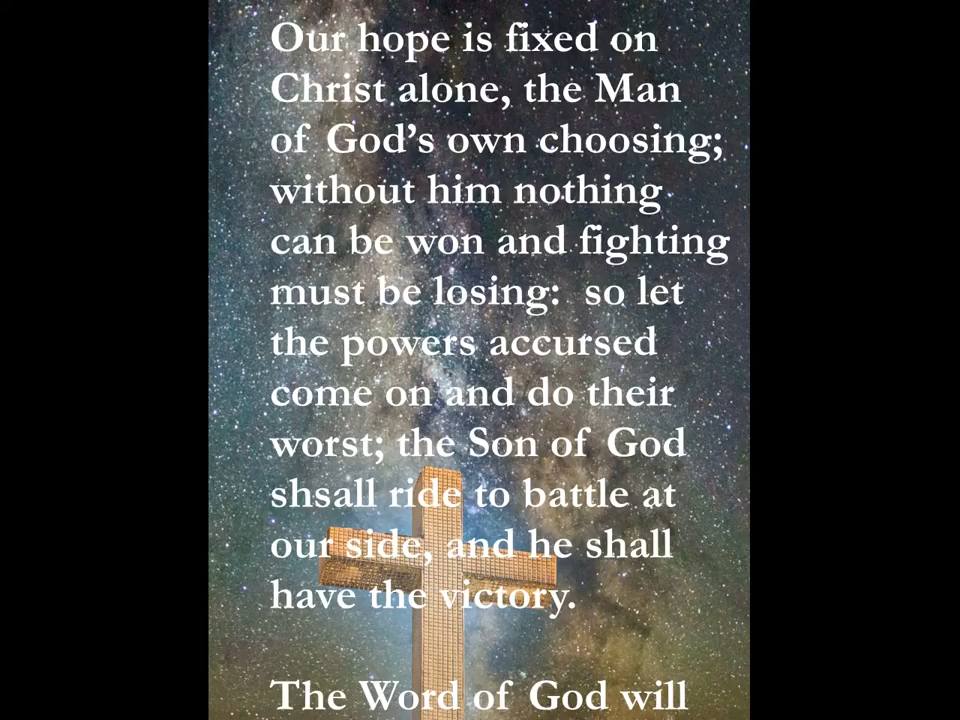 Our hope is fixed on
Christ alone, the Man
of God’s own choosing;
without him nothing
can be won and fighting
must be losing:  so let
the powers accursed
come on and do their
worst; the Son of God
shsall ride to battle at
our side, and he shall
have the victory.
The Word of God will